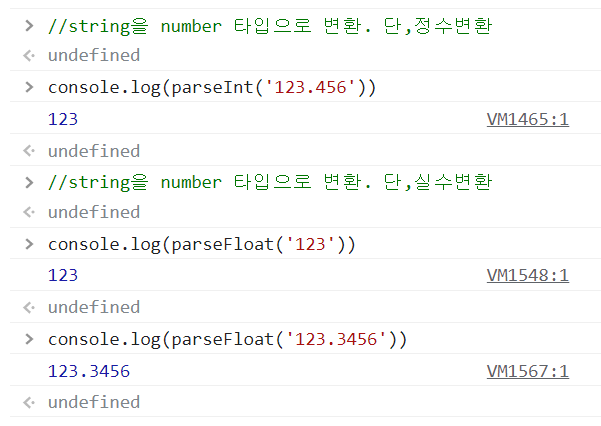 > //string을 number 타입으로 변환. 단,정수변환
undefined
> console.log(parseInt('123.456'))
123 VM1465:1
undefined
> //string을 number 타입으로 변환. 단,실수변환
undefined
> console.log(parseFloat('123'))
123 VM1548:1
undefined
> console.log(parseFloat('123.3456'))
123.3456 VM1567:1
undefined